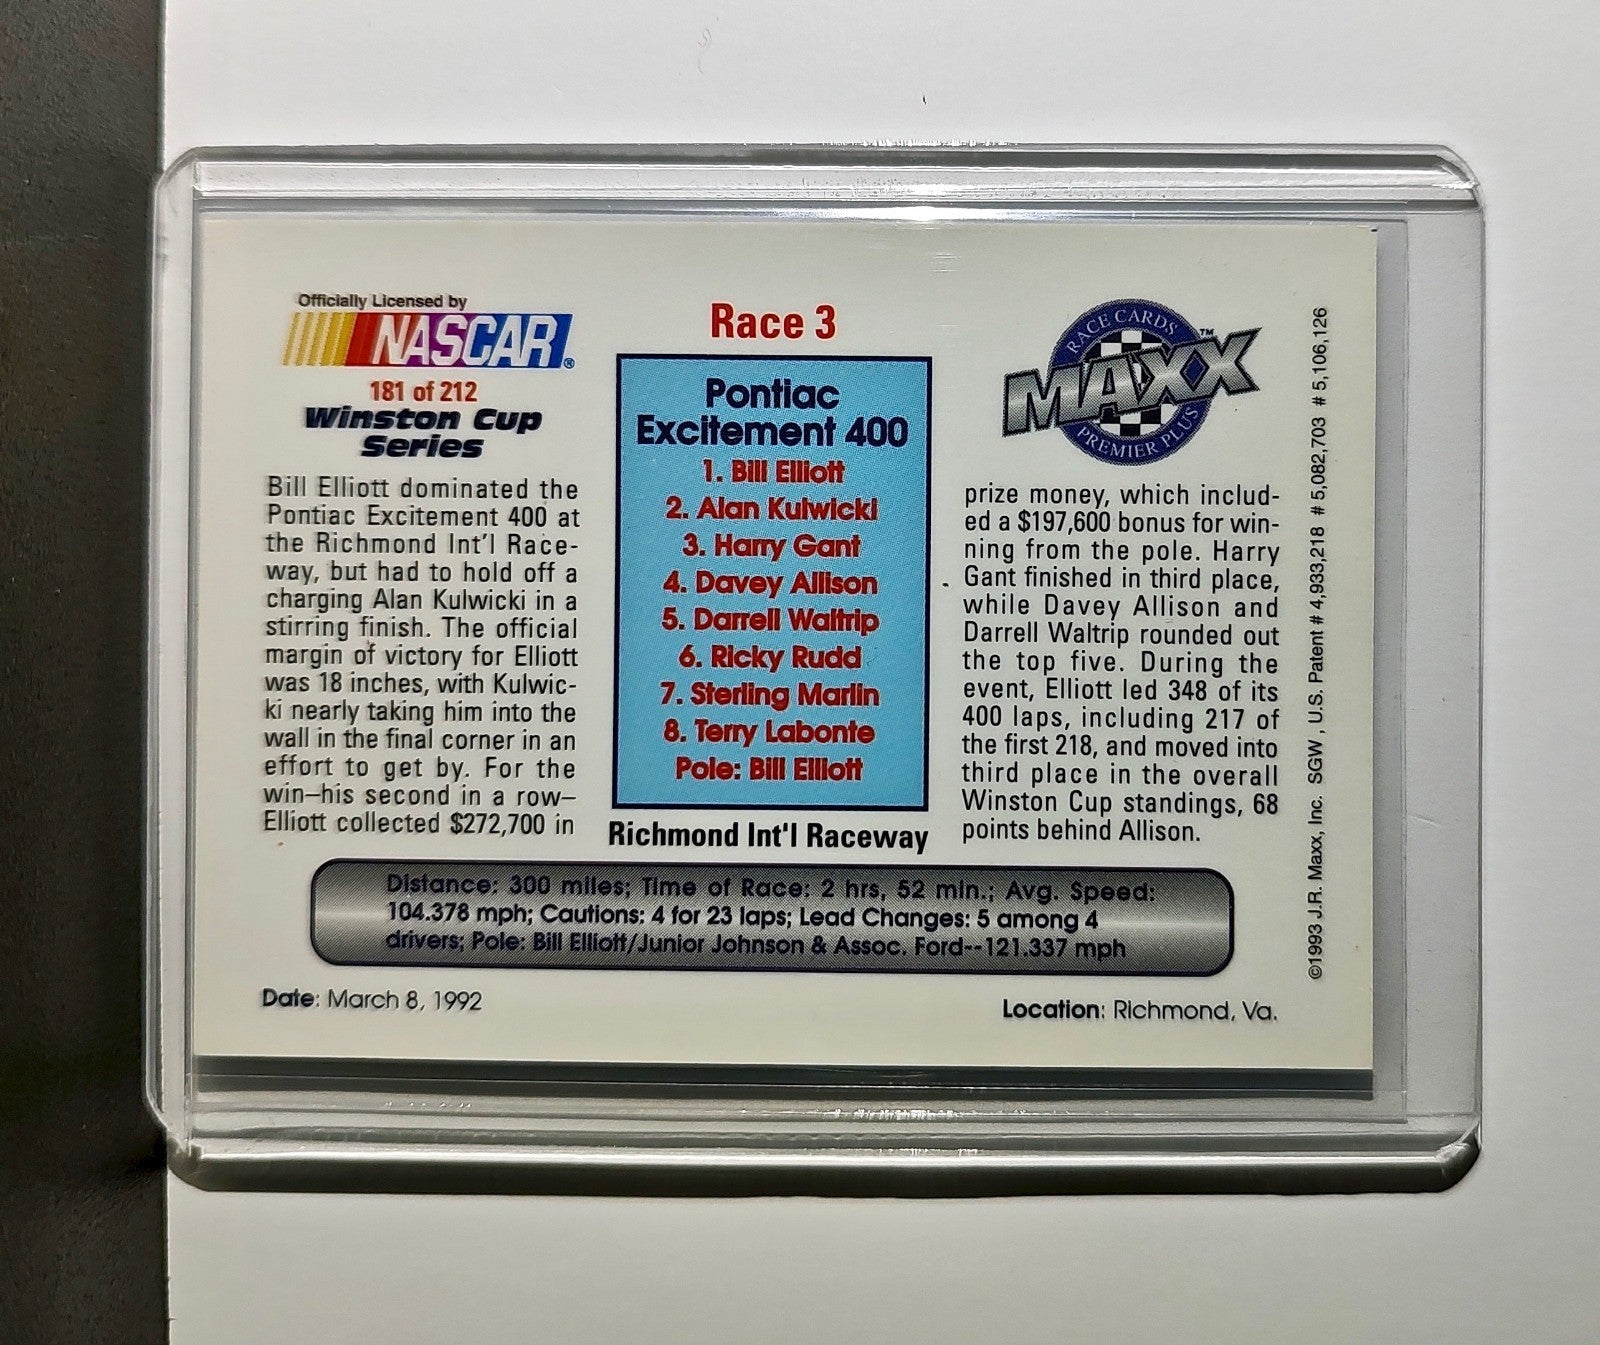 Officially Licensed by
NASCAR®
181 of 212
Winston Cup
Series
Bill Elliott dominated the
Pontiac Excitement 400 at
the Richmond Int'l Race-
way, but had to hold off a
charging Alan Kulwicki in a
stirring finish. The official
margin of victory for Elliott
was 18 inches, with Kulwic-
ki nearly taking him into the
wall in the final corner in an
effort to get by. For the
win–his second in a row–
Elliott collected $272,700 in
Race 3
Pontiac
Excitement 400
1. Bill Elliott
2. Alan Kulwicki
3. Harry Gant
4. Davey Allison
5. Darrell Waltrip
6. Ricky Rudd
7. Sterling Marlin
8. Terry Labonte
Pole: Bill Elliott
Richmond Int'l Raceway
RACE CARDS
MAXX™
PREMIER PLUS
prize money, which includ-
ed a $197,600 bonus for win-
ning from the pole. Harry
Gant finished in third place,
while Davey Allison and
Darrell Waltrip rounded out
the top five. During the
event, Elliott led 348 of its
400 laps, including 217 of
the first 218, and moved into
third place in the overall
Winston Cup standings, 68
points behind Allison.
Distance: 300 miles; Time of Race: 2 hrs, 52 min.; Avg. Speed:
104.378 mph; Cautions: 4 for 23 laps; Lead Changes: 5 among 4
drivers; Pole: Bill Elliott/Junior Johnson & Assoc. Ford--121.337 mph
Date: March 8, 1992
Location: Richmond, Va.
©1993 J.R. Maxx, Inc. SGW , U.S. Patent # 4,933,218 # 5,082,703 # 5,106,126